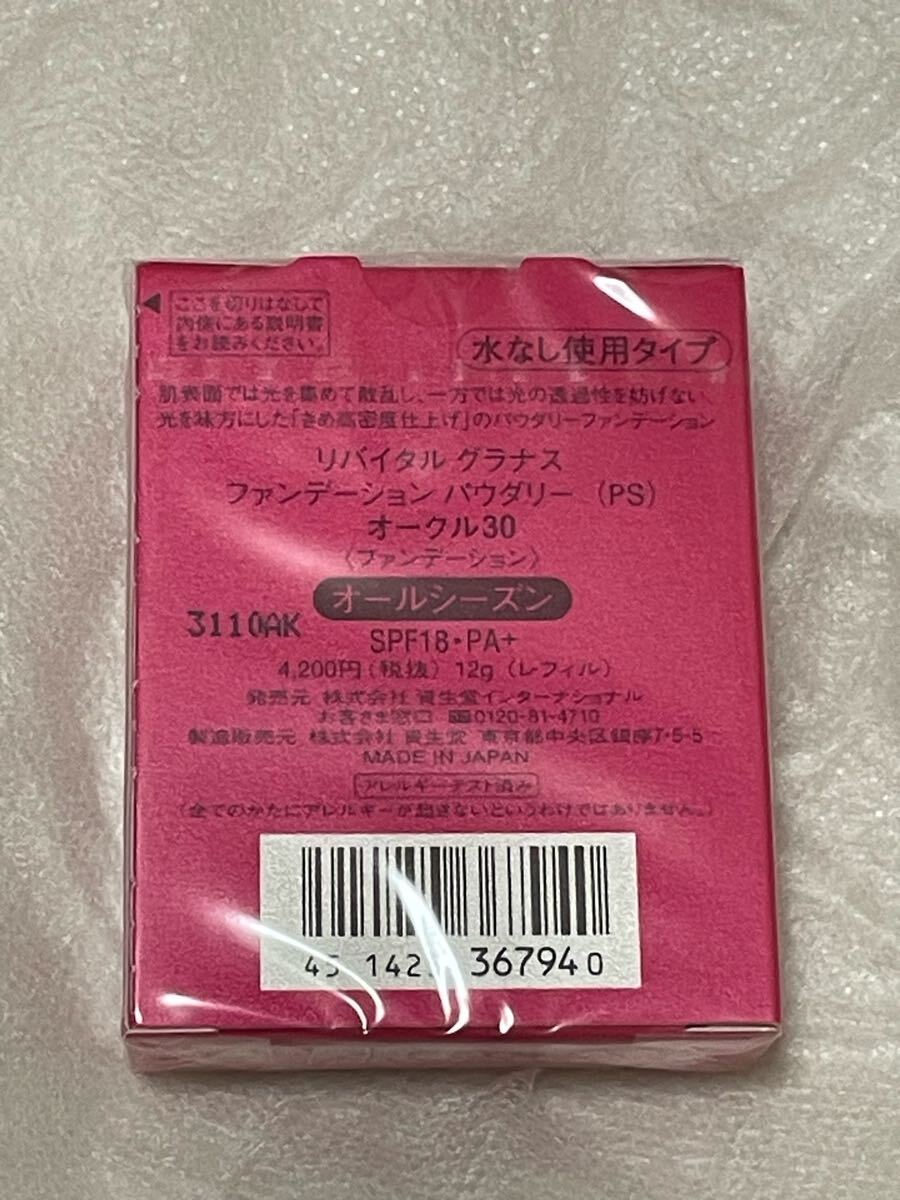 ここを切りはなして
内側にある説明書
をお読みください。
水なし使用タイプ
肌表面では光を集めて散乱し、一方では光の透過性を妨げない、
光を味方にした「きめ高密度仕上げ」のパウダリーファンデーション
リバイタル グラナス
ファンデーション パウダリー (PS)
オークル30
〈ファンデーション〉
オールシーズン
3110AK
SPF18・PA+
4,200円(税抜) 12g (レフィル)
発売元 株式会社 資生堂インターナショナル
お客さま窓口 0120-81-4710
製造販売元 株式会社 資生堂 東京都中央区銀座7-5-5
MADE IN JAPAN
アレルギーテスト済み
(全てのかたにアレルギーが起きないというわけではありません。)
367940